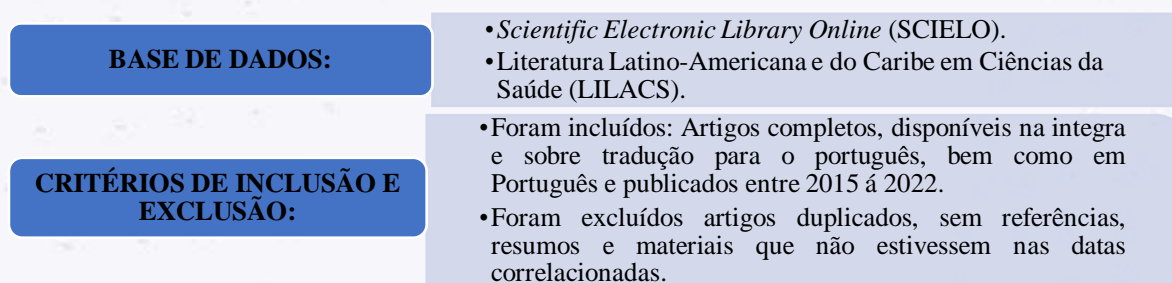 BASE DE DADOS:
•Scientific Electronic Library Online (SCIELO).
•Literatura Latino-Americana e do Caribe em Ciências da
Saúde (LILACS).
CRITÉRIOS DE INCLUSÃO E
EXCLUSÃO:
•Foram incluídos: Artigos completos, disponíveis na integra
e sobre tradução para o português, bem como em
Português e publicados entre 2015 á 2022.
•Foram excluídos artigos duplicados, sem referências,
resumos e materiais que não estivessem nas datas
correlacionadas.